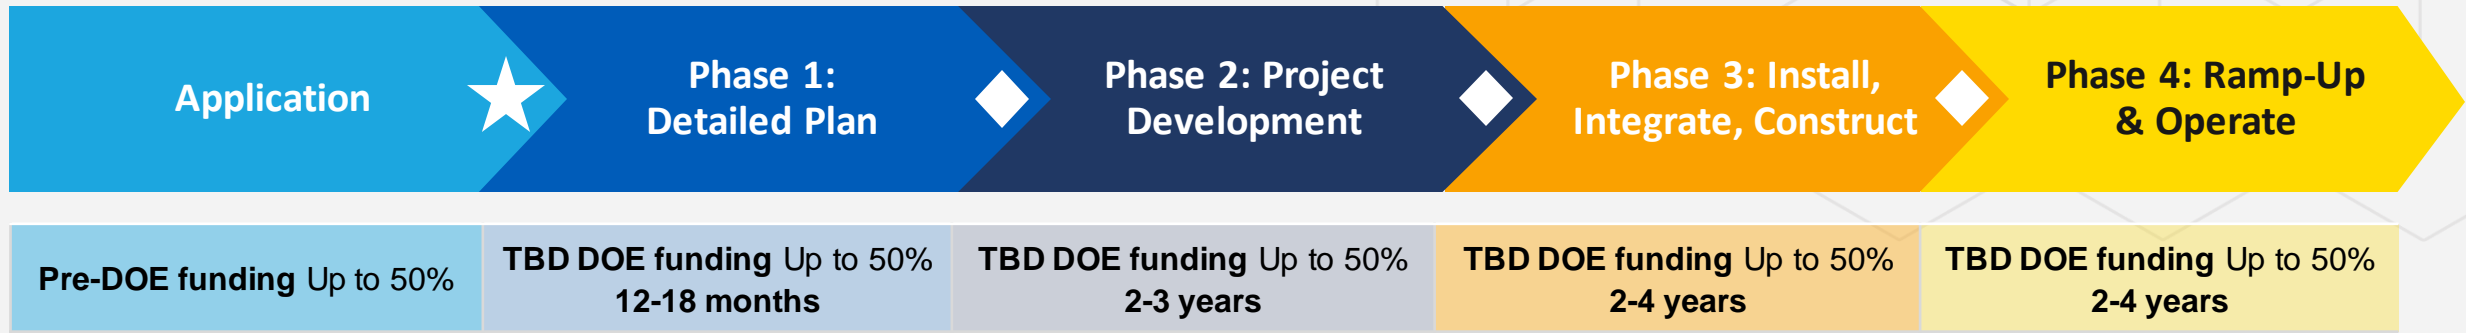 Application
Phase 1:
Detailed Plan
Phase 2: Project
Development
Phase 3: Install,
Integrate, Construct
Phase 4: Ramp-Up
& Operate
Pre-DOE funding Up to 50%
TBD DOE funding Up to 50%
12-18 months
TBD DOE funding Up to 50%
2-3 years
TBD DOE funding Up to 50%
2-4 years
TBD DOE funding Up to 50%
2-4 years